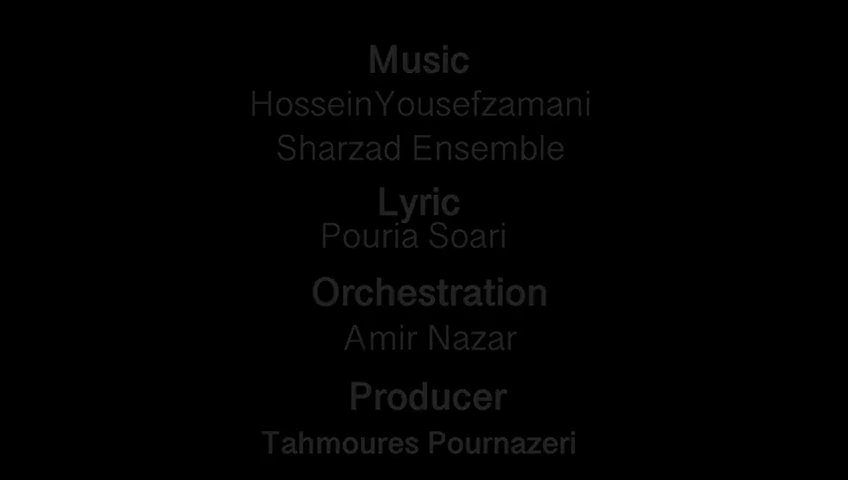 Music
HosseinYousefzamani
Sharzad Ensemble
Lyric
Pouria Soari
Orchestration
Amir Nazar
Producer
Tahmoures Pournazeri